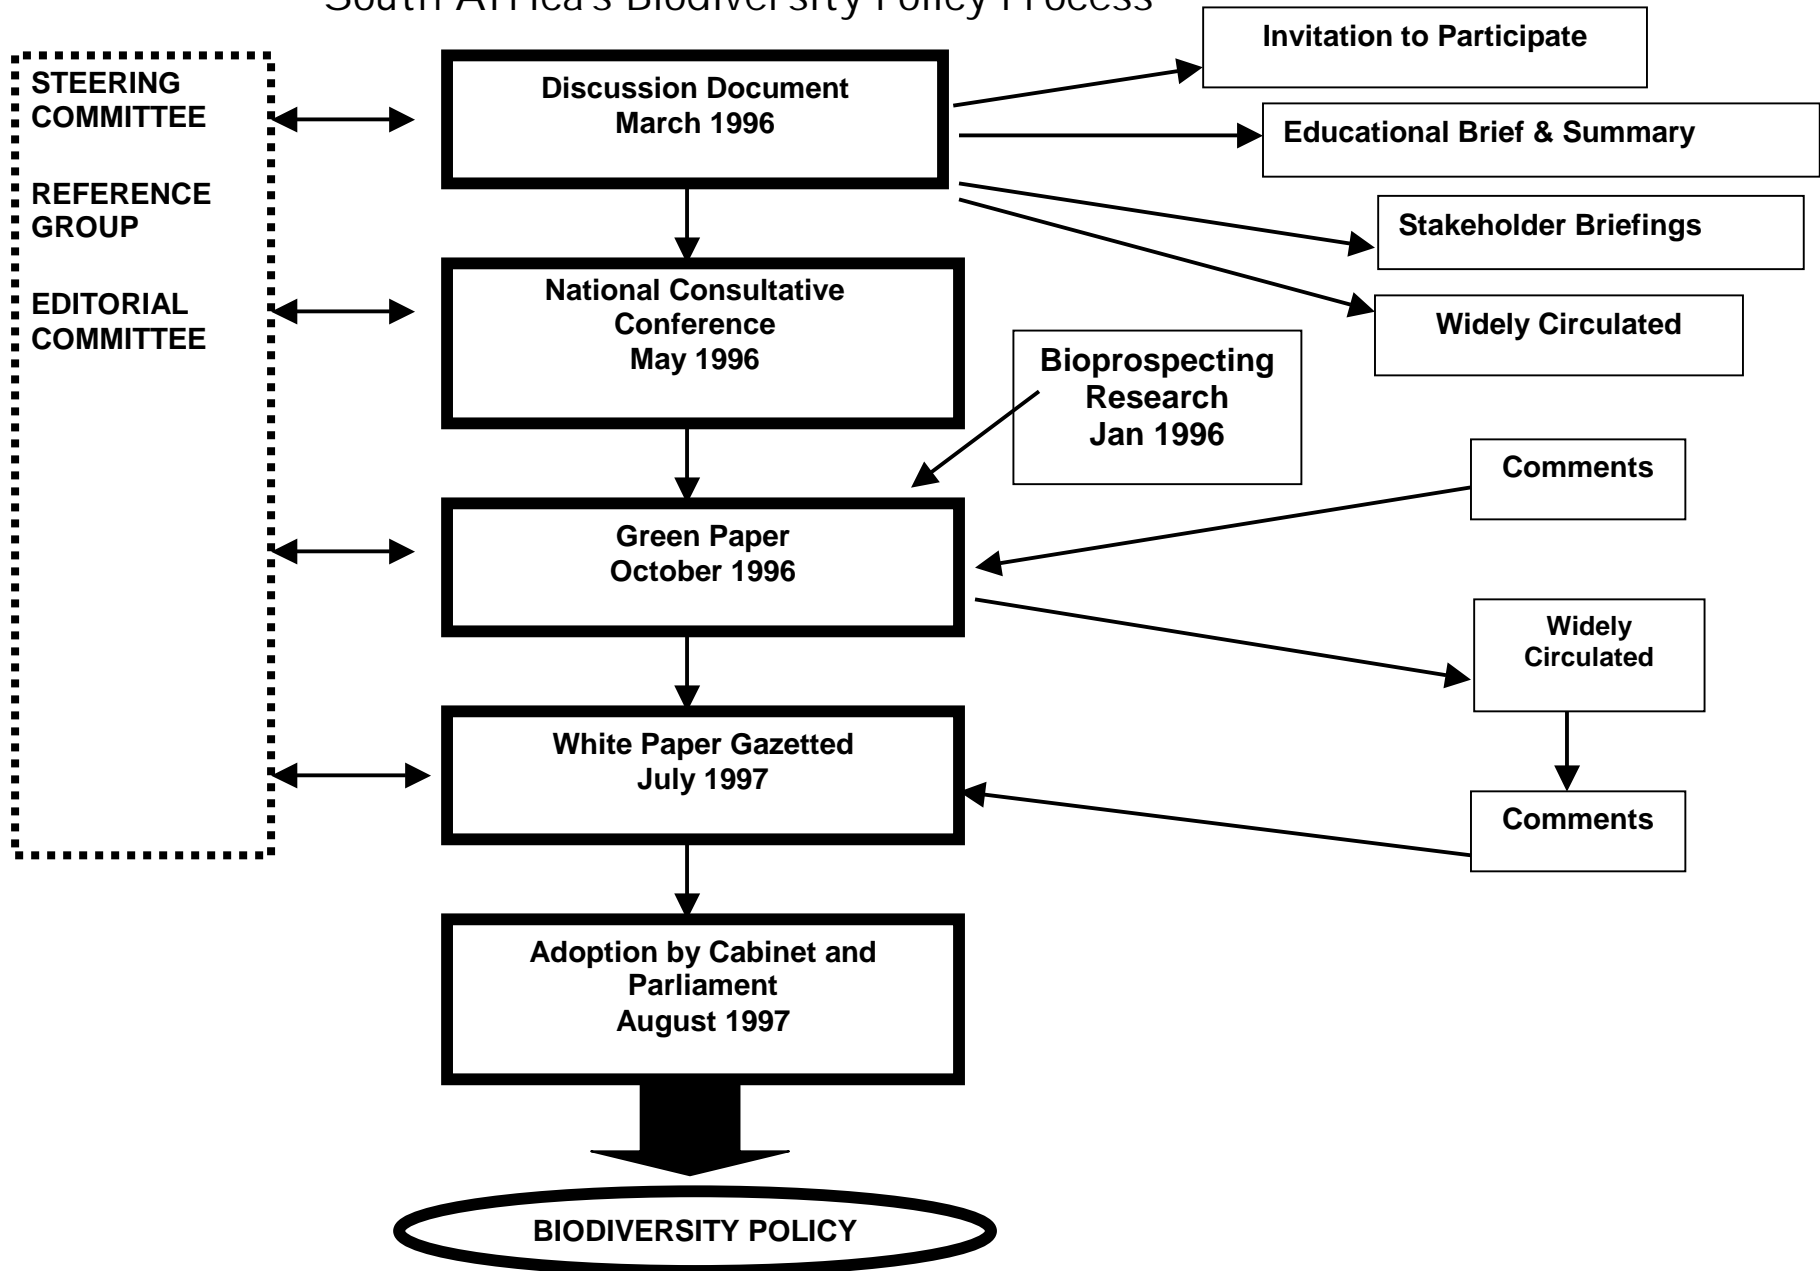 South Africa's Biodiversity Policy Process
STEERING
COMMITTEE
REFERENCE
GROUP
EDITORIAL
COMMITTEE
Discussion Document
March 1996
Invitation to Participate
Educational Brief & Summary
Stakeholder Briefings
Widely Circulated
National Consultative
Conference
May 1996
Bioprospecting
Research
Jan 1996
Comments
Green Paper
October 1996
Widely
Circulated
White Paper Gazetted
July 1997
Comments
Adoption by Cabinet and
Parliament
August 1997
BIODIVERSITY POLICY